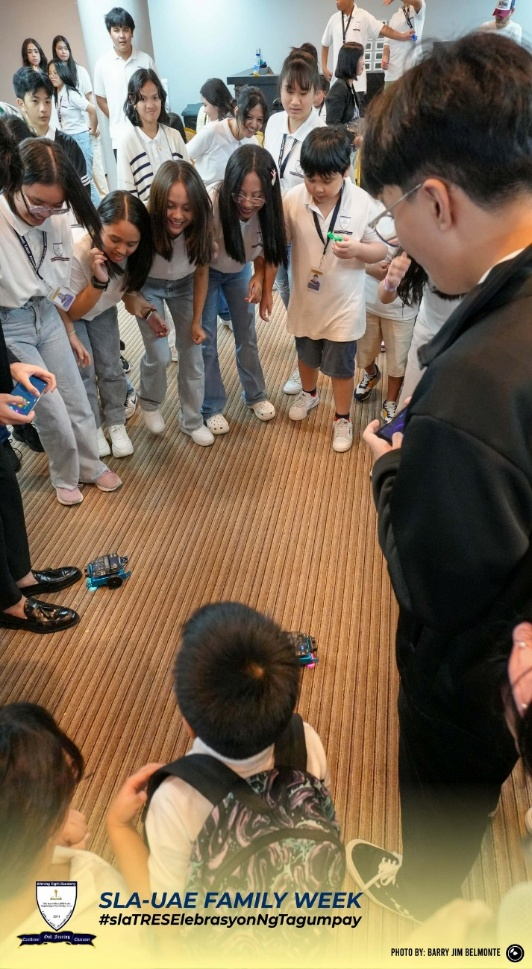 SLA-UAE FAMILY WEEK
#slaTRESElebrasyonNgTagumpay
PHOTO BY: BARRY JIM BELMONTE